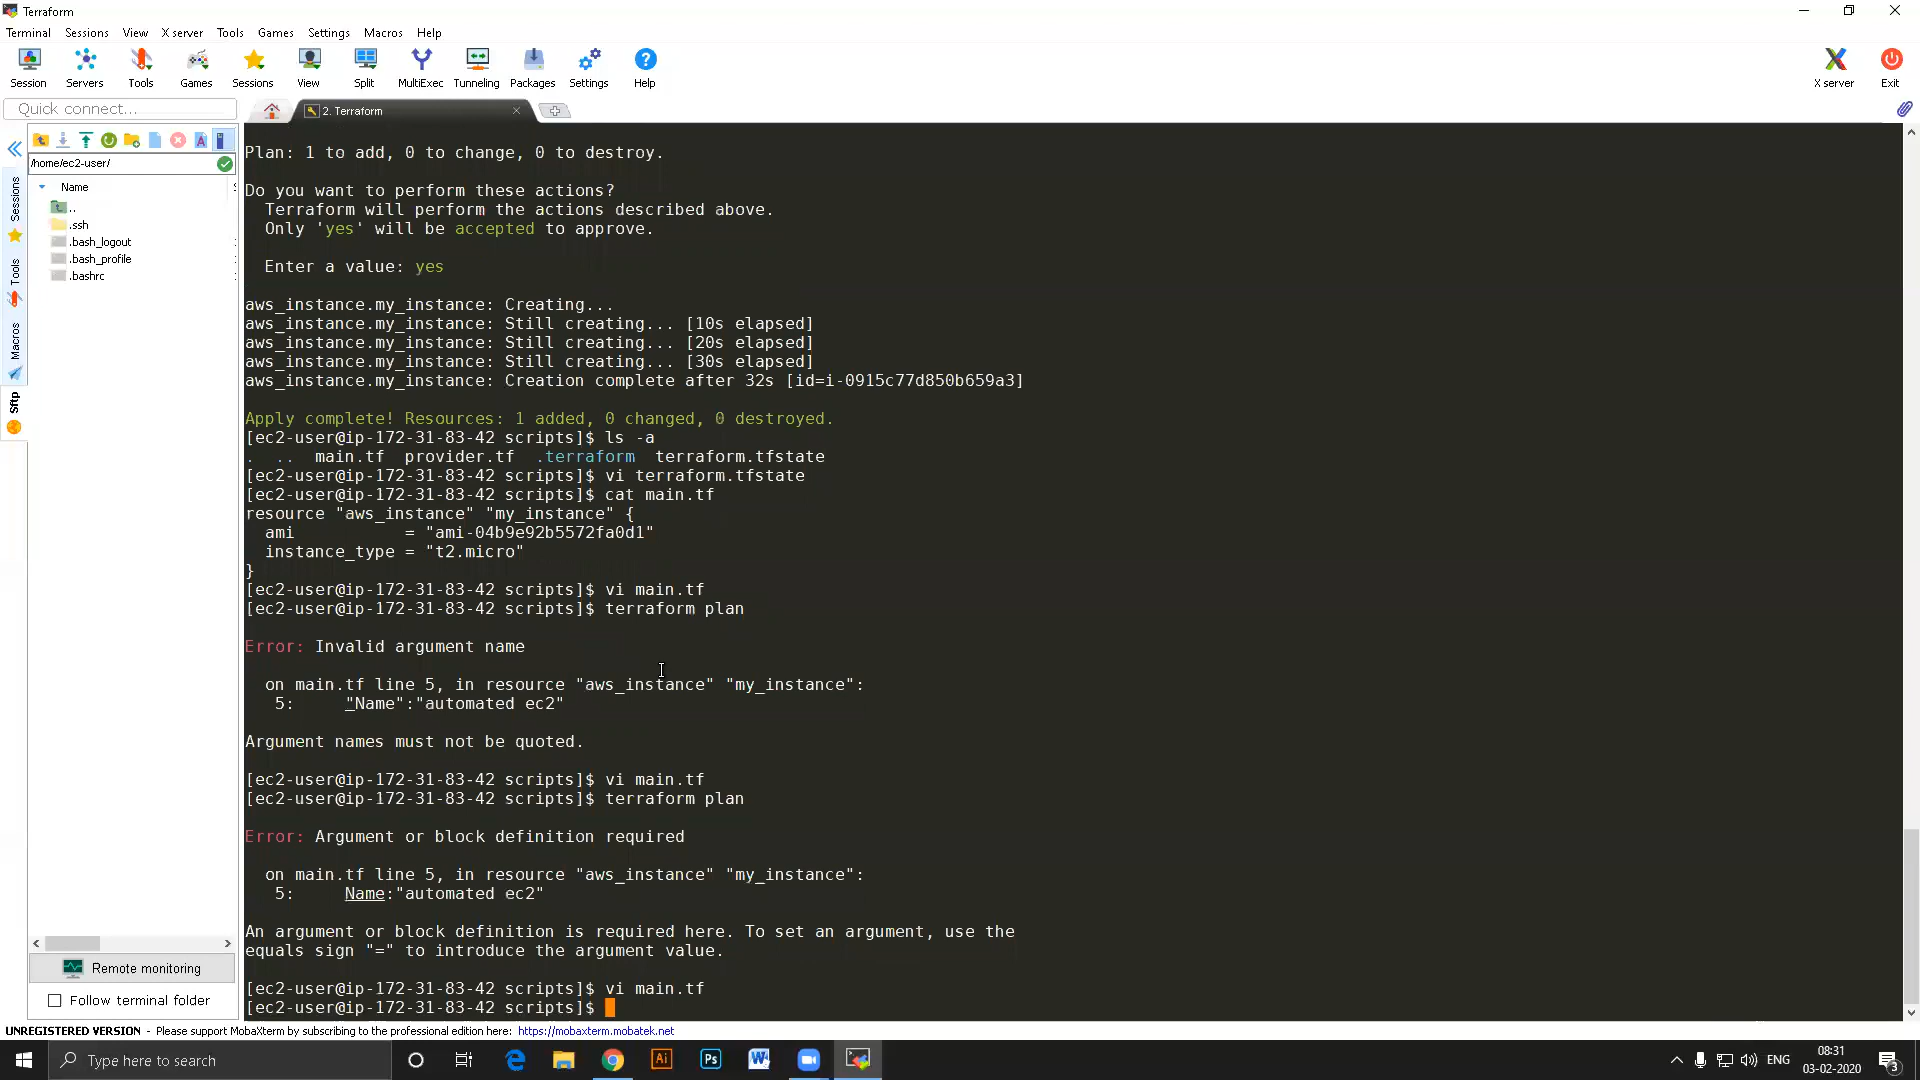 Terraform
Terminal Sessions View X server Tools Games Settings Macros Help
Session Servers Tools Games Sessions View Split MultiExec Tunneling Packages Settings Help X server Exit
Quick connect...
2. Terraform
/home/ec2-user/
Name
..
.ssh
.bash_logout
.bash_profile
.bashrc
Sessions
Tools
Macros
Sftp
Plan: 1 to add, 0 to change, 0 to destroy.
Do you want to perform these actions?
Terraform will perform the actions described above.
Only 'yes' will be accepted to approve.
Enter a value: yes
aws_instance.my_instance: Creating...
aws_instance.my_instance: Still creating... [10s elapsed]
aws_instance.my_instance: Still creating... [20s elapsed]
aws_instance.my_instance: Still creating... [30s elapsed]
aws_instance.my_instance: Creation complete after 32s [id=i-0915c77d850b659a3]
Apply complete! Resources: 1 added, 0 changed, 0 destroyed.
[ec2-user@ip-172-31-83-42 scripts]$ ls -a
. .. main.tf provider.tf .terraform terraform.tfstate
[ec2-user@ip-172-31-83-42 scripts]$ vi terraform.tfstate
[ec2-user@ip-172-31-83-42 scripts]$ cat main.tf
resource "aws_instance" "my_instance" {
ami = "ami-04b9e92b5572fa0d1"
instance_type = "t2.micro"
}
[ec2-user@ip-172-31-83-42 scripts]$ vi main.tf
[ec2-user@ip-172-31-83-42 scripts]$ terraform plan
Error: Invalid argument name
on main.tf line 5, in resource "aws_instance" "my_instance":
5: "Name":"automated ec2"
Argument names must not be quoted.
[ec2-user@ip-172-31-83-42 scripts]$ vi main.tf
[ec2-user@ip-172-31-83-42 scripts]$ terraform plan
Error: Argument or block definition required
on main.tf line 5, in resource "aws_instance" "my_instance":
5: Name:"automated ec2"
An argument or block definition is required here. To set an argument, use the
equals sign "=" to introduce the argument value.
[ec2-user@ip-172-31-83-42 scripts]$ vi main.tf
[ec2-user@ip-172-31-83-42 scripts]$
Remote monitoring
Follow terminal folder
UNREGISTERED VERSION - Please support MobaXterm by subscribing to the professional edition here: https://mobaxterm.mobatek.net
Type here to search
Ai
Ps
W
ENG
08:31
03-02-2020
3